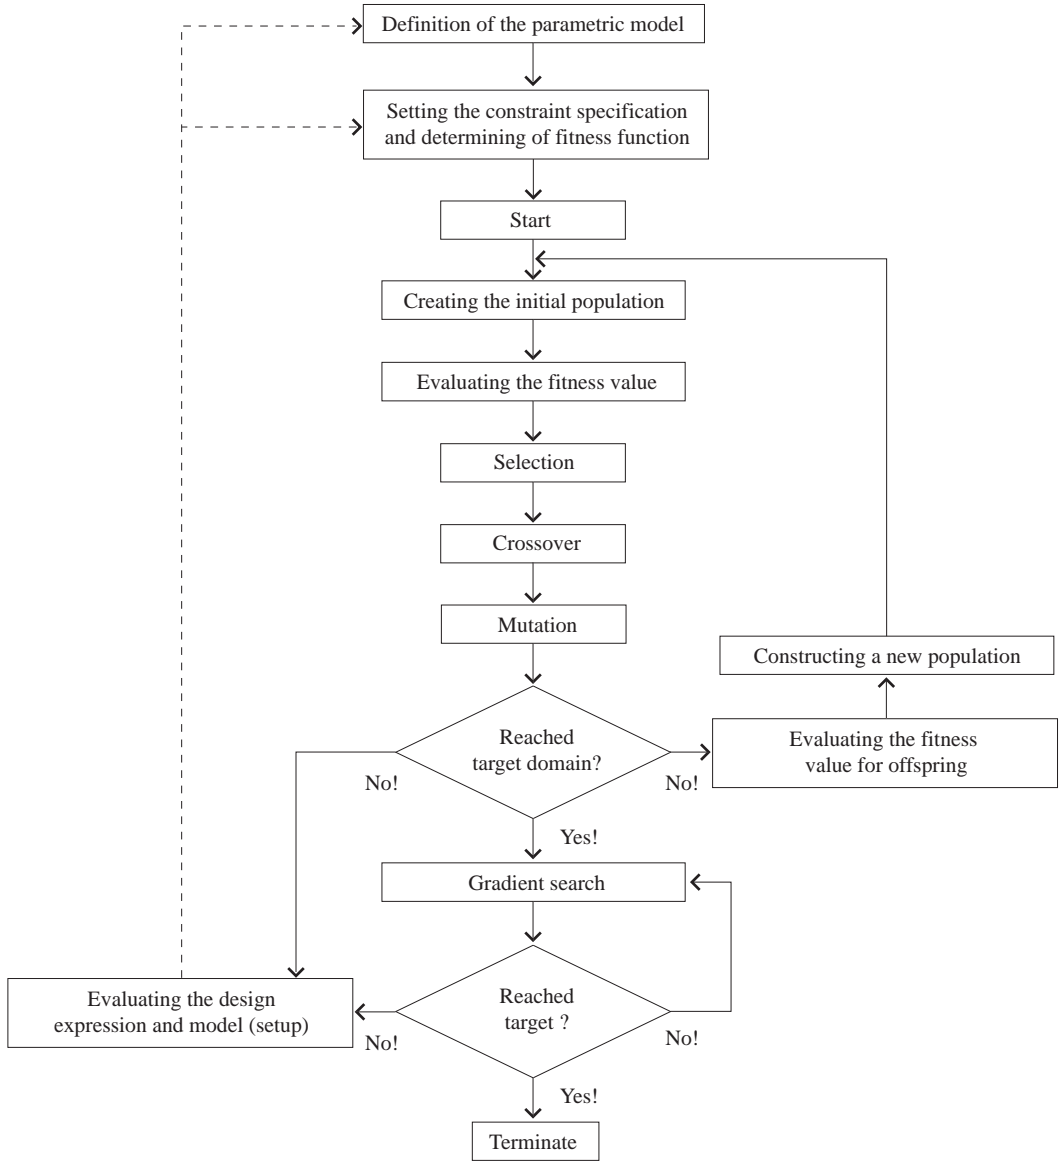 Definition of the parametric model
Setting the constraint specification
and determining of fitness function
Start
Creating the initial population
Evaluating the fitness value
Selection
Crossover
Mutation
Constructing a new population
Evaluating the fitness
value for offspring
Reached
target domain?
No!
No!
Yes!
Gradient search
Evaluating the design
expression and model (setup)
Reached
target ?
No!
No!
Yes!
Terminate